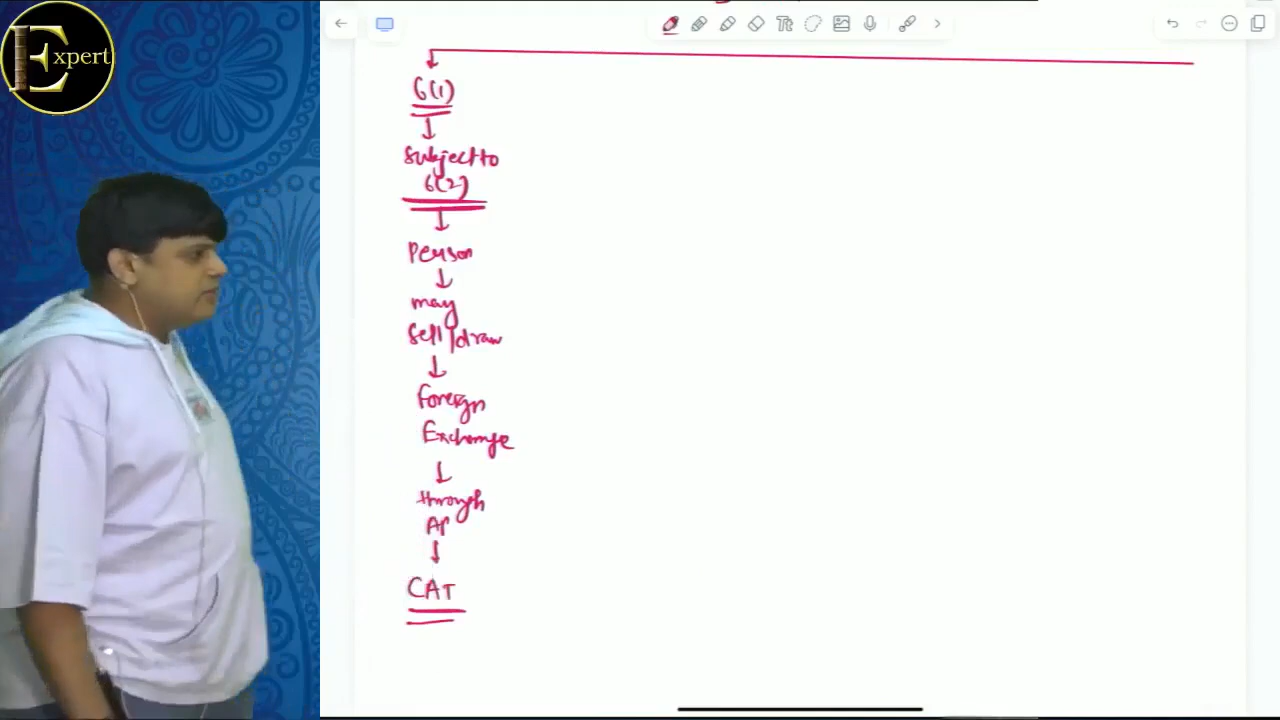 Expert
6(1)
Subject to
6(2)
Person
may
Sell/draw
Foreign
Exchange
through
AP
CAT